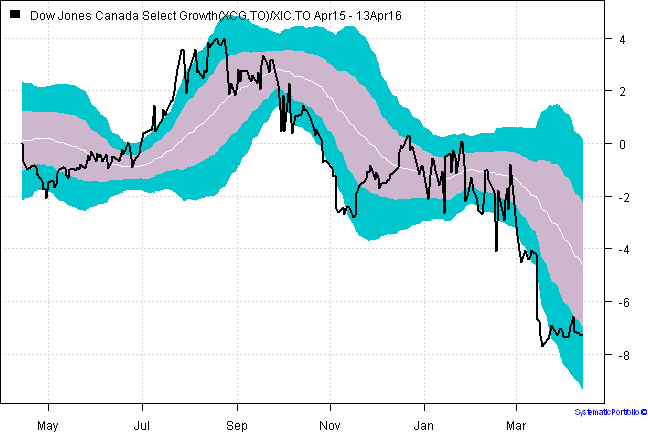 Dow Jones Canada Select Growth(XCG.TO)/XIC.TO Apr15 - 13Apr16
4
2
0
-2
-4
-6
-8
May Jul Sep Nov Jan Mar
SystematicPortfolio ©